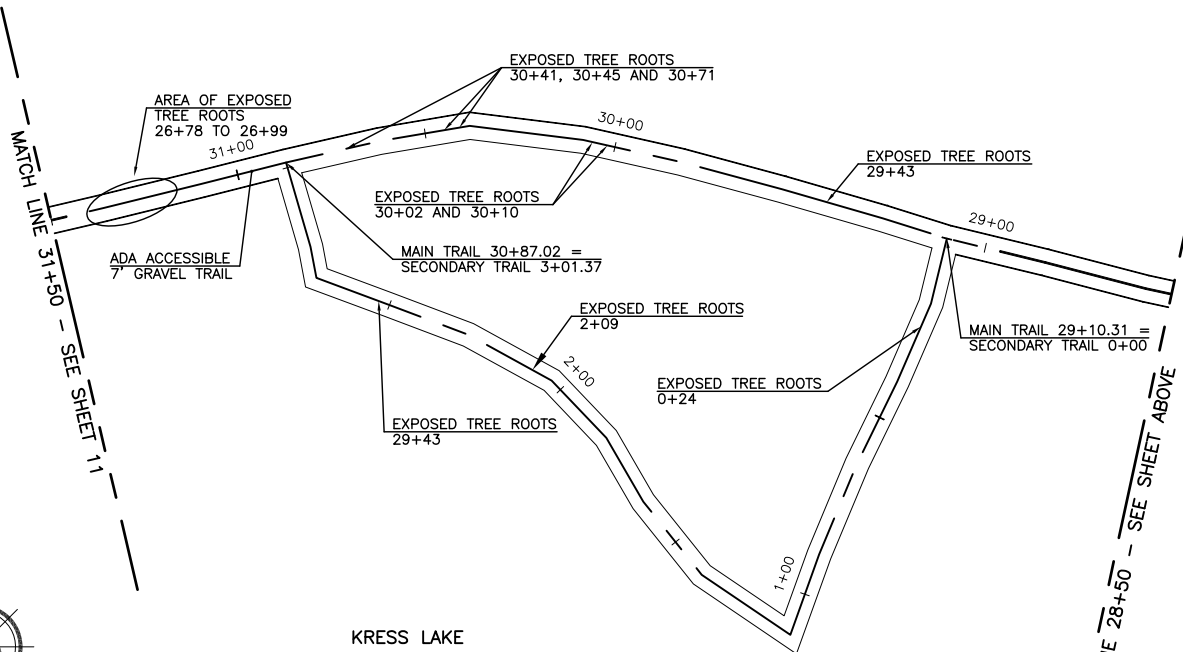 EXPOSED TREE ROOTS
30+41, 30+45 AND 30+71
AREA OF EXPOSED
TREE ROOTS
26+78 TO 26+99
31+00
30+00
EXPOSED TREE ROOTS
29+43
29+00
EXPOSED TREE ROOTS
30+02 AND 30+10
MATCH LINE 31+50 - SEE SHEET 11
ADA ACCESSIBLE
7' GRAVEL TRAIL
MAIN TRAIL 30+87.02 =
SECONDARY TRAIL 3+01.37
EXPOSED TREE ROOTS
2+09
MAIN TRAIL 29+10.31 =
SECONDARY TRAIL 0+00
2+00
EXPOSED TREE ROOTS
0+24
EXPOSED TREE ROOTS
29+43
1+00
28+50 - SEE SHEET ABOVE
KRESS LAKE